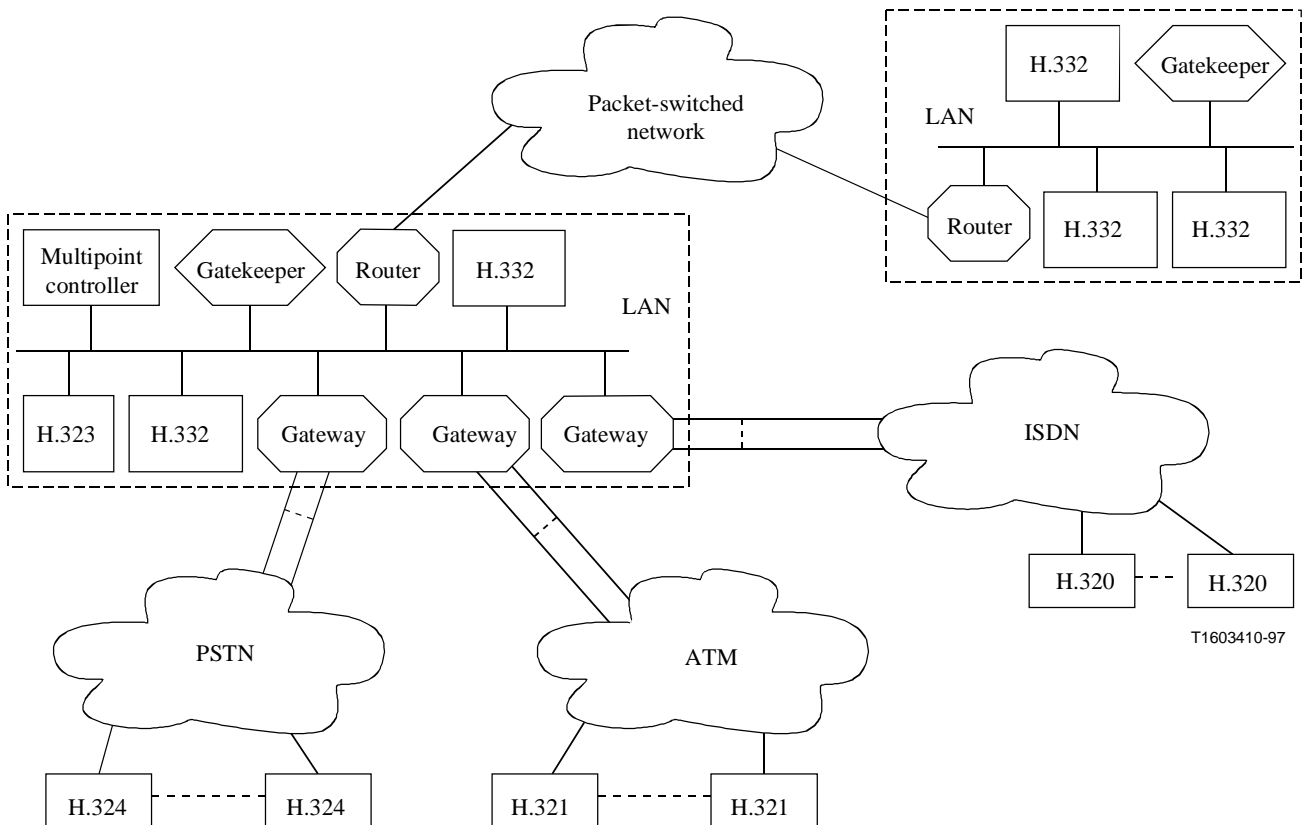 H.332
Gatekeeper
Packet-switched
network
LAN
Router
H.332
H.332
Multipoint
controller
Gatekeeper
Router
H.332
LAN
H.323
H.332
Gateway
Gateway
Gateway
ISDN
H.320
H.320
T1603410-97
PSTN
ATM
H.324
H.324
H.321
H.321